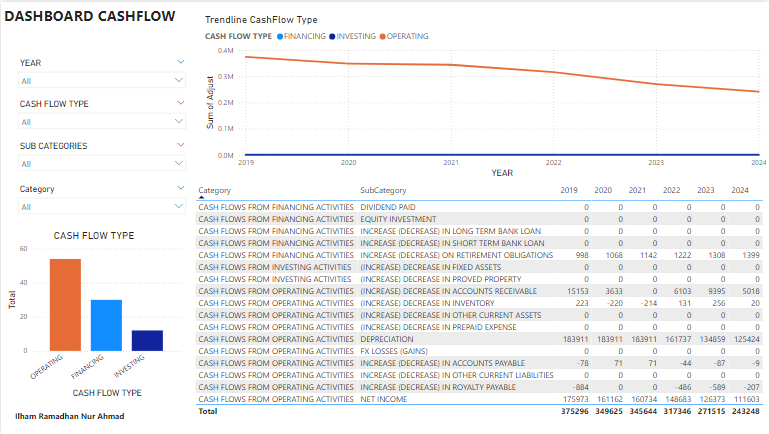 DASHBOARD CASHFLOW
YEAR
All
CASH FLOW TYPE
All
SUB CATEGORIES
All
Category
All
CASH FLOW TYPE
Total
60
40
20
0
OPERATING
FINANCING
INVESTING
CASH FLOW TYPE
Ilham Ramadhan Nur Ahmad
Trendline CashFlow Type
CASH FLOW TYPE FINANCING INVESTING OPERATING
Sum of Adjust
0.4M
0.3M
0.2M
0.1M
0.0M
2019 2020 2021 2022 2023 2024
YEAR
Category SubCategory 2019 2020 2021 2022 2023 2024
CASH FLOWS FROM FINANCING ACTIVITIES DIVIDEND PAID 0 0 0 0 0 0
CASH FLOWS FROM FINANCING ACTIVITIES EQUITY INVESTMENT 0 0 0 0 0 0
CASH FLOWS FROM FINANCING ACTIVITIES INCREASE (DECREASE) IN LONG TERM BANK LOAN 0 0 0 0 0 0
CASH FLOWS FROM FINANCING ACTIVITIES INCREASE (DECREASE) IN SHORT TERM BANK LOAN 0 0 0 0 0 0
CASH FLOWS FROM FINANCING ACTIVITIES INCREASE (DECREASE) ON RETIREMENT OBLIGATIONS 998 1068 1142 1222 1308 1399
CASH FLOWS FROM INVESTING ACTIVITIES (INCREASE) DECREASE IN FIXED ASSETS 0 0 0 0 0 0
CASH FLOWS FROM INVESTING ACTIVITIES (INCREASE) DECREASE IN PROVED PROPERTY 0 0 0 0 0 0
CASH FLOWS FROM OPERATING ACTIVITIES (INCREASE) DECREASE IN ACCOUNTS RECEIVABLE 15153 3633 0 6103 9395 5018
CASH FLOWS FROM OPERATING ACTIVITIES (INCREASE) DECREASE IN INVENTORY 223 -220 -214 131 256 20
CASH FLOWS FROM OPERATING ACTIVITIES (INCREASE) DECREASE IN OTHER CURRENT ASSETS 0 0 0 0 0 0
CASH FLOWS FROM OPERATING ACTIVITIES (INCREASE) DECREASE IN PREPAID EXPENSE 0 0 0 0 0 0
CASH FLOWS FROM OPERATING ACTIVITIES DEPRECIATION 183911 183911 183911 161737 134859 125424
CASH FLOWS FROM OPERATING ACTIVITIES FX LOSSES (GAINS) 0 0 0 0 0 0
CASH FLOWS FROM OPERATING ACTIVITIES INCREASE (DECREASE) IN ACCOUNTS PAYABLE -78 71 71 -44 -87 -9
CASH FLOWS FROM OPERATING ACTIVITIES INCREASE (DECREASE) IN OTHER CURRENT LIABILITIES 0 0 0 0 0 0
CASH FLOWS FROM OPERATING ACTIVITIES INCREASE (DECREASE) IN ROYALTY PAYABLE -884 0 0 -486 -589 -207
CASH FLOWS FROM OPERATING ACTIVITIES NET INCOME 175973 161162 160734 148683 126373 111603
Total 375296 349625 345644 317346 271515 243248